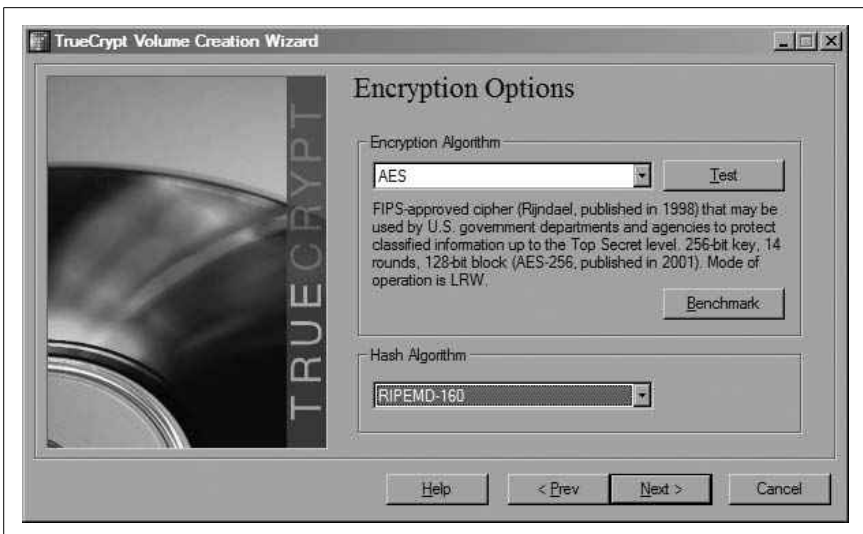 TrueCrypt Volume Creation Wizard
TRUECRYPT
Encryption Options
Encryption Algorithm
AES
Test
FIPS-approved cipher (Rijndael, published in 1998) that may be
used by U.S. government departments and agencies to protect
classified information up to the Top Secret level. 256-bit key, 14
rounds, 128-bit block (AES-256, published in 2001). Mode of
operation is LRW.
Benchmark
Hash Algorithm
RIPEMD-160
Help
< Prev
Next >
Cancel